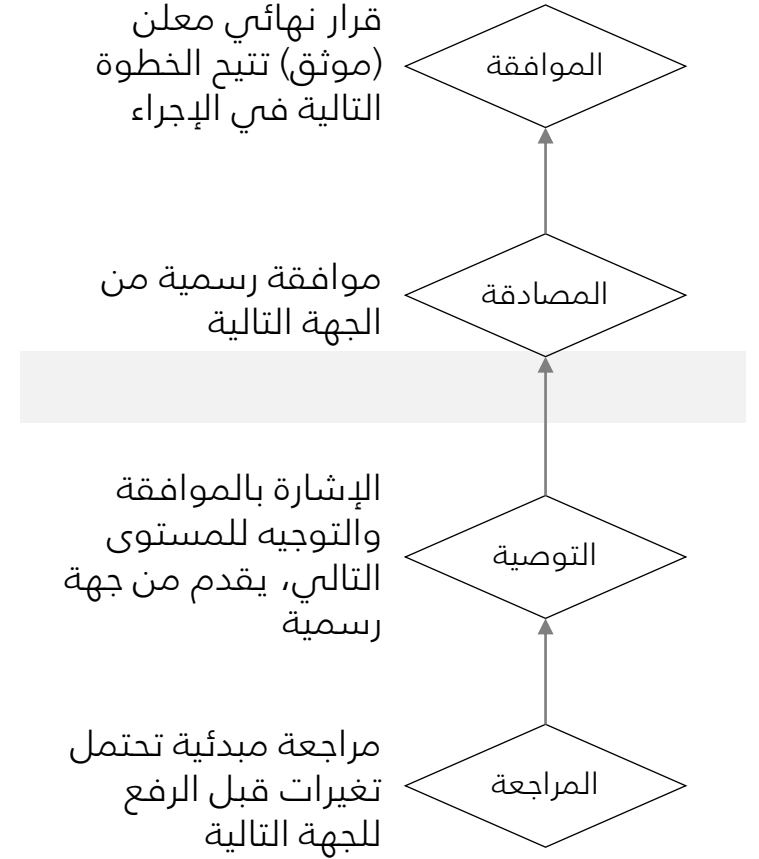 الموافقة
قرار نهائي معلن
(موثق) تتيح الخطوة
التالية في الإجراء
المصادقة
موافقة رسمية من
الجهة التالية
التوصية
الإشارة بالموافقة
والتوجيه للمستوى
التالي، يقدم من جهة
رسمية
المراجعة
مراجعة مبدئية تحتمل
تغيرات قبل الرفع
للجهة التالية